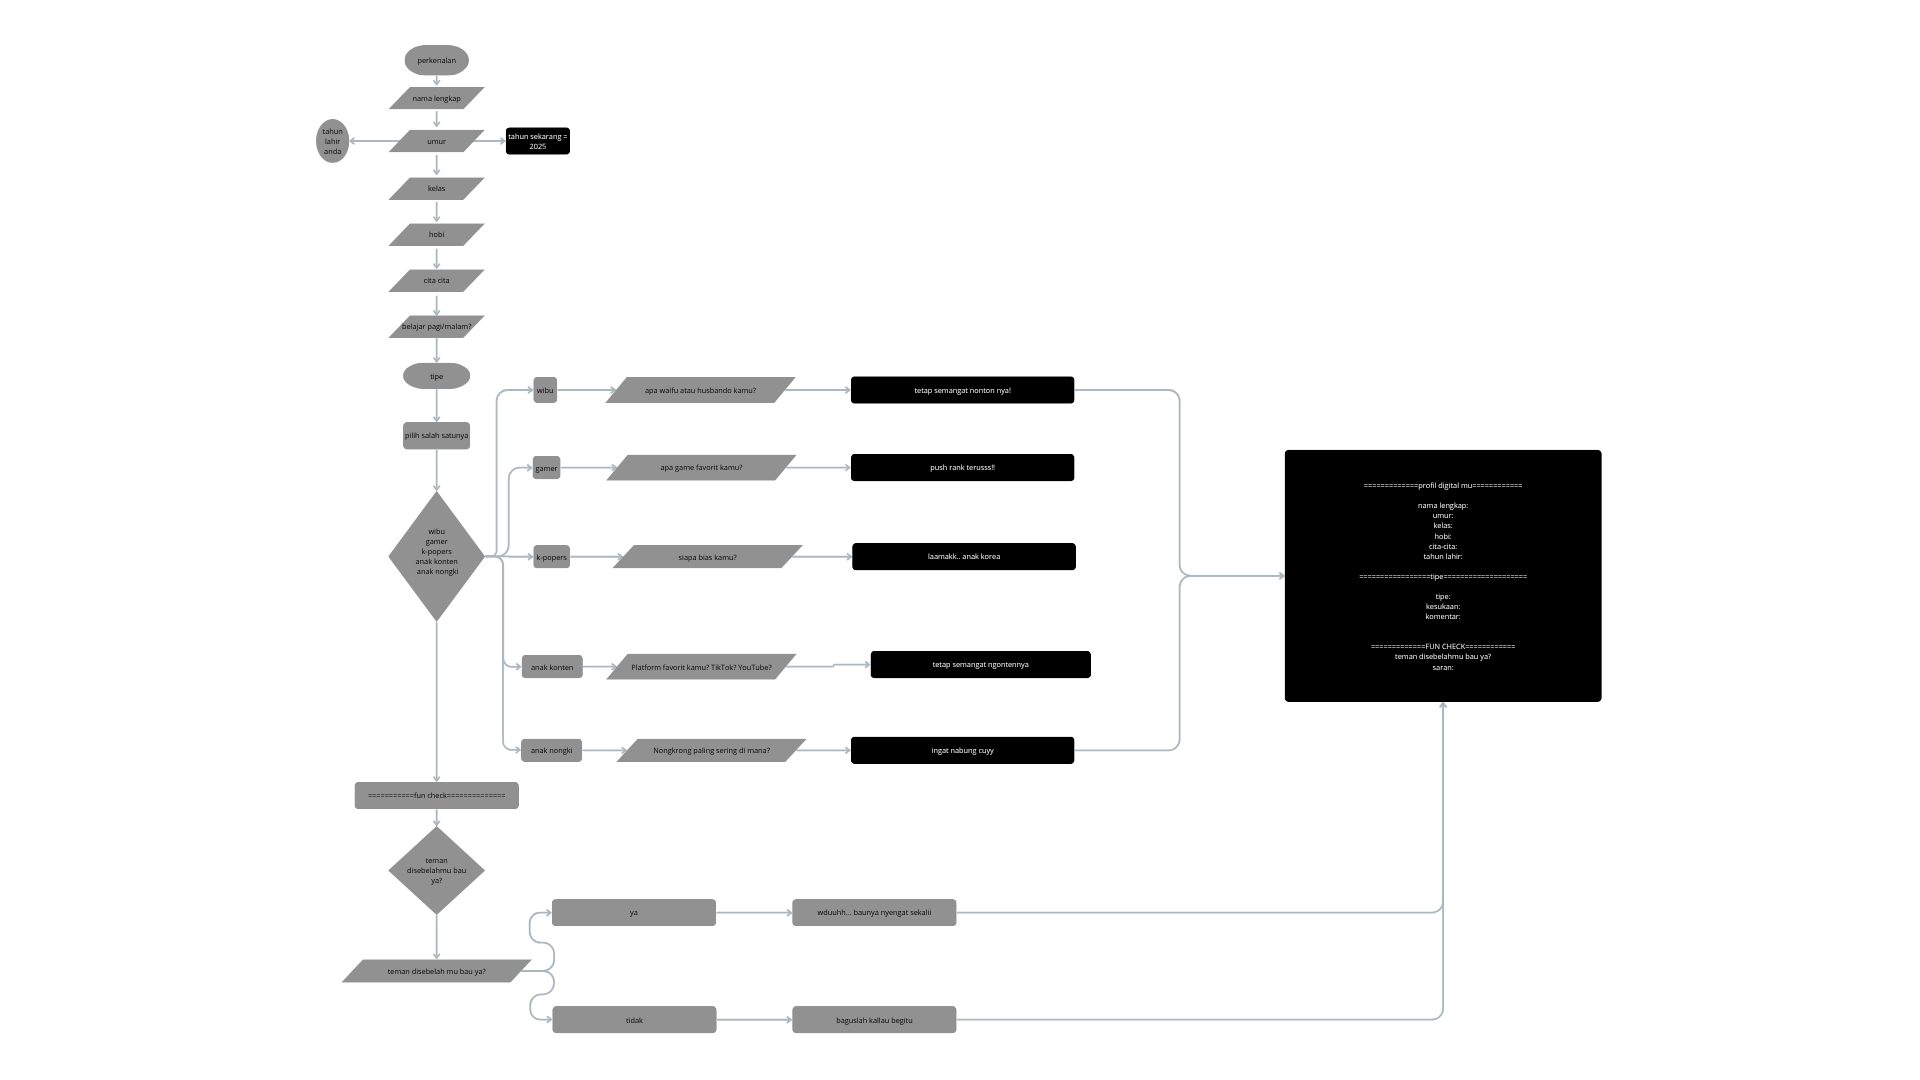 perkenalan
nama lengkap
tahun
lahir
anda
umur
tahun sekarang =
2025
kelas
hobi
cita cita
belajar pagi/malam?
tipe
pilih salah satunya
wibu
gamer
k-popers
anak konten
anak nongki
wibu
apa waifu atau husbando kamu?
tetap semangat nonton nya!
gamer
apa game favorit kamu?
push rank terusss!!
k-popers
siapa bias kamu?
laamakk.. anak korea
anak konten
Platform favorit kamu? TikTok? YouTube?
tetap semangat ngontennya
anak nongki
Nongkrong paling sering di mana?
ingat nabung cuyy
=============profil digital mu============
nama lengkap:
umur:
kelas:
hobi:
cita-cita:
tahun lahir:
=================tipe====================
tipe:
kesukaan:
komentar:
=============FUN CHECK============
teman disebelahmu bau ya?
saran:
===========fun check==============
teman
disebelahmu bau
ya?
teman disebelah mu bau ya?
ya
wduuhh... baunya nyengat sekalii
tidak
baguslah kallau begitu